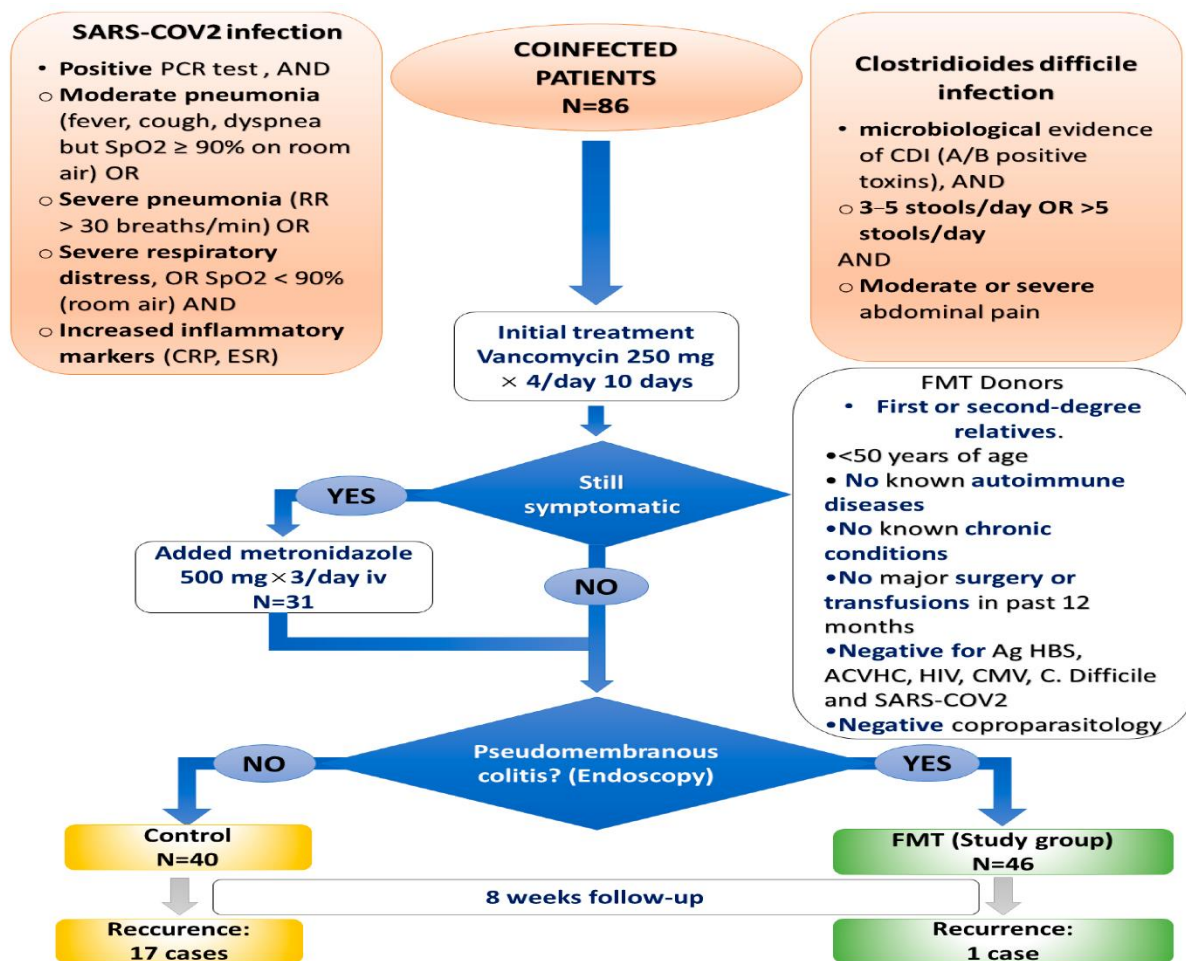 SARS-COV2 infection
• Positive PCR test , AND
○ Moderate pneumonia
(fever, cough, dyspnea
but SpO2 ≥ 90% on room
air) OR
○ Severe pneumonia (RR
> 30 breaths/min) OR
○ Severe respiratory
distress, OR SpO2 < 90%
(room air) AND
○ Increased inflammatory
markers (CRP, ESR)
COINFECTED
PATIENTS
N=86
Clostridioides difficile
infection
• microbiological evidence
of CDI (A/B positive
toxins), AND
○ 3–5 stools/day OR >5
stools/day
AND
○ Moderate or severe
abdominal pain
Initial treatment
Vancomycin 250 mg
× 4/day 10 days
FMT Donors
• First or second-degree
relatives.
•<50 years of age
• No known autoimmune
diseases
•No known chronic
conditions
•No major surgery or
transfusions in past 12
months
•Negative for Ag HBS,
ACVHC, HIV, CMV, C. Difficile
and SARS-COV2
•Negative coproparasitology
Still
symptomatic
YES
Added metronidazole
500 mg×3/day iv
N=31
NO
Pseudomembranous
colitis? (Endoscopy)
NO
YES
Control
N=40
FMT (Study group)
N=46
8 weeks follow-up
Reccurence:
17 cases
Recurrence:
1 case